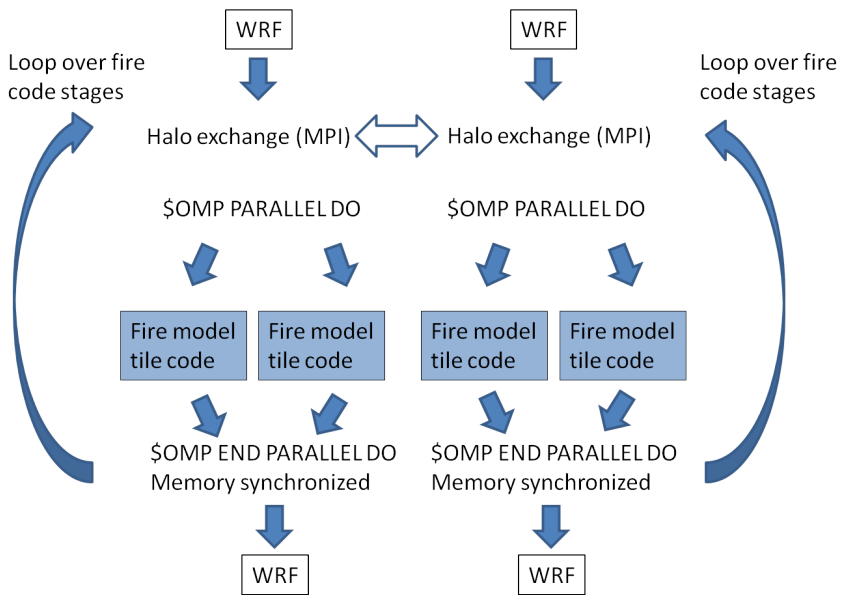 WRF
WRF
Loop over fire
code stages
Loop over fire
code stages
Halo exchange (MPI)
Halo exchange (MPI)
$OMP PARALLEL DO
$OMP PARALLEL DO
Fire model
tile code
Fire model
tile code
Fire model
tile code
Fire model
tile code
$OMP END PARALLEL DO
Memory synchronized
$OMP END PARALLEL DO
Memory synchronized
WRF
WRF